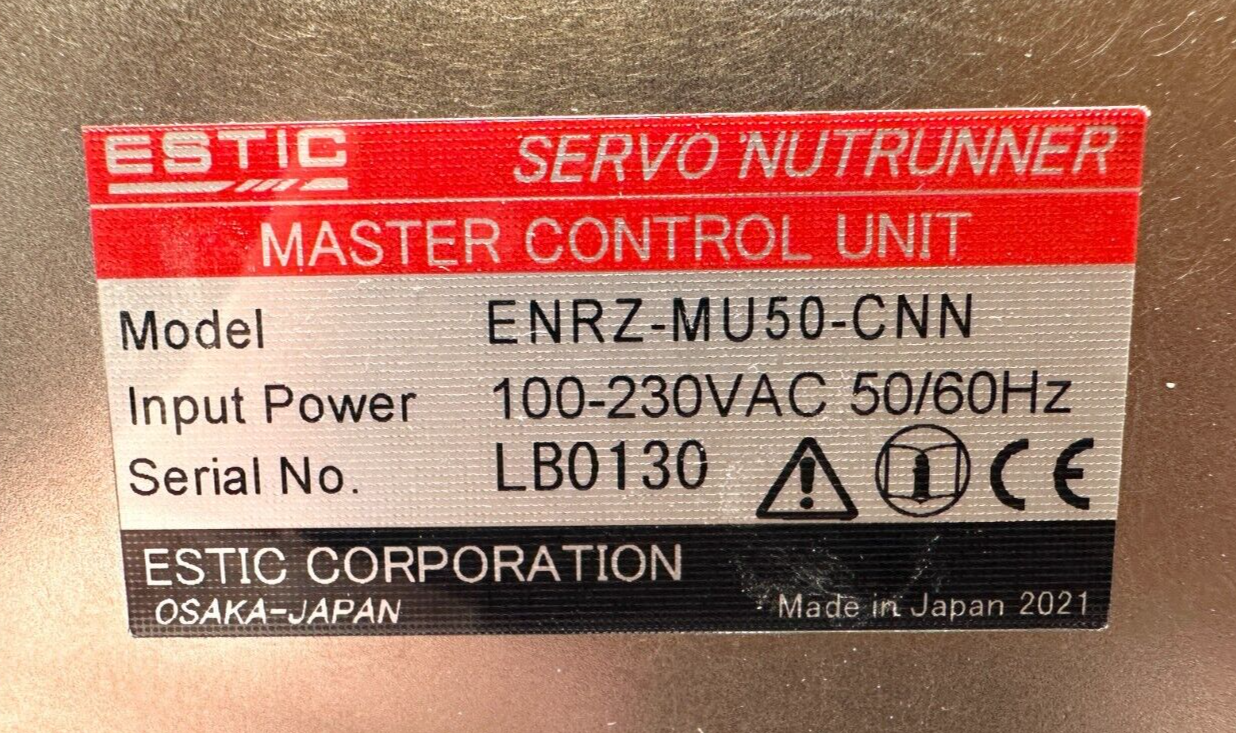 ESTIC SERVO NUTRUNNER
MASTER CONTROL UNIT
Model ENRZ-MU50-CNN
Input Power 100-230VAC 50/60Hz
Serial No. LB0130 CE
ESTIC CORPORATION
OSAKA-JAPAN Made in Japan 2021